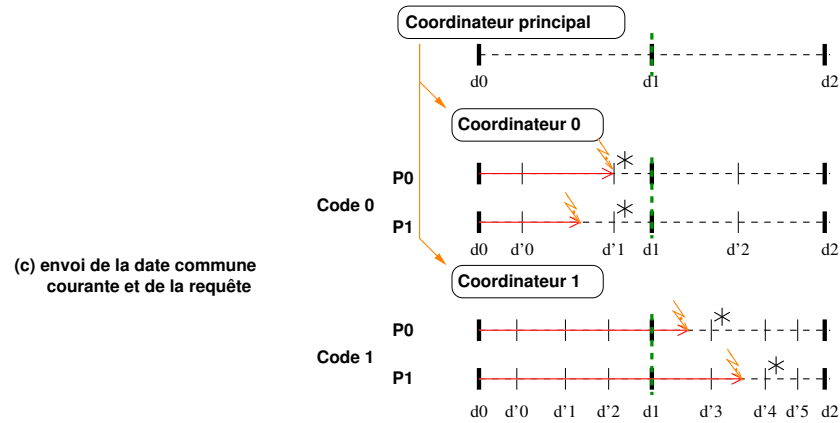 Coordinateur principal
d0 d1 d2
Coordinateur 0
P0
Code 0
P1
d0 d'0 d'1 d1 d'2 d2
(c) envoi de la date commune
courante et de la requête
Coordinateur 1
P0
Code 1
P1
d0 d'0 d'1 d'2 d1 d'3 d'4 d'5 d2